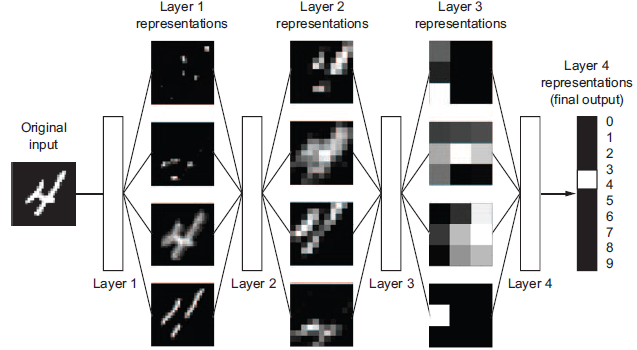 Layer 1
representations
Layer 2
representations
Layer 3
representations
Layer 4
representations
(final output)
Original
input
0
1
2
3
4
5
6
7
8
9
Layer 1
Layer 2
Layer 3
Layer 4